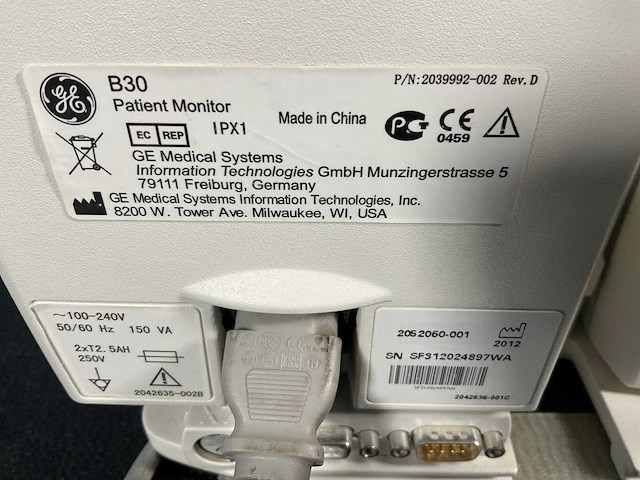 GE
B30
P/N:2039992-002 Rev.D
Patient Monitor
EC REP
IPX1
Made in China
CE
0459
GE Medical Systems
Information Technologies GmbH Munzingerstrasse 5
79111 Freiburg, Germany
GE Medical Systems Information Technologies, Inc.
8200 W. Tower Ave. Milwaukee, WI, USA
~100-240V
50/60 Hz 150 VA
2xT2.5AH
250V
2042635-002B
2052060-001
2012
SN SF312024897WA
2042636-001C